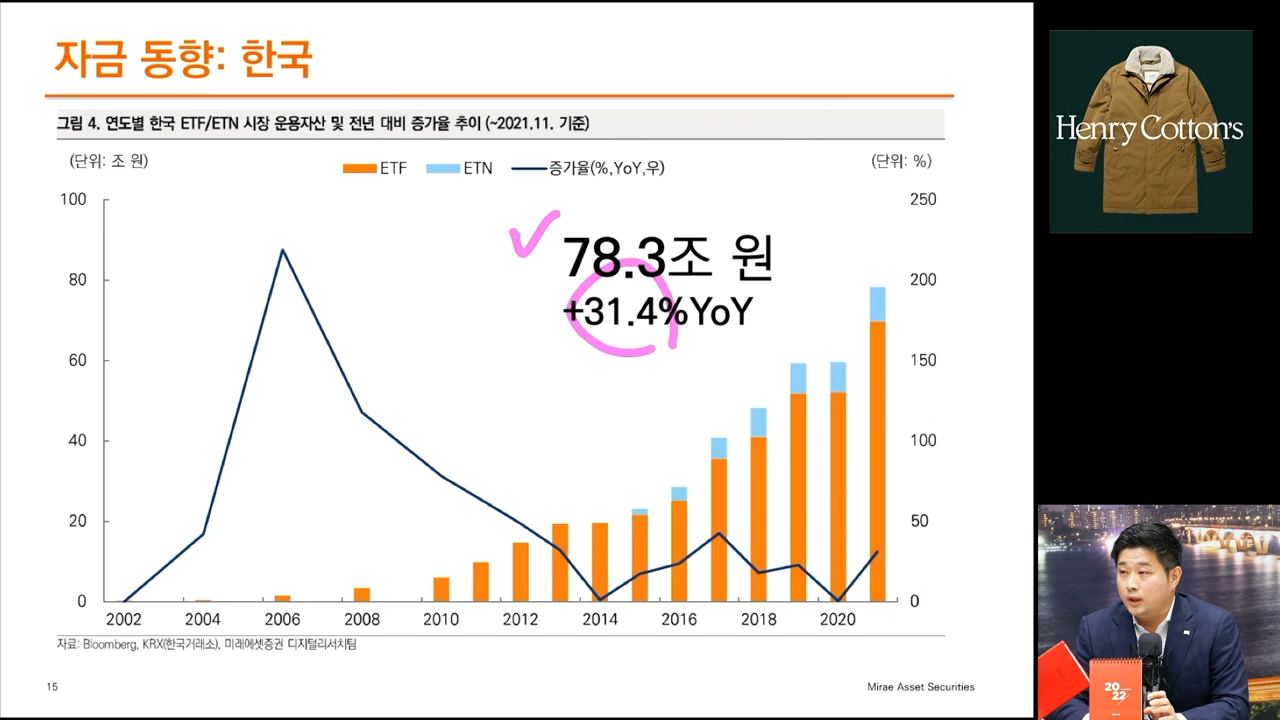 자금 동향: 한국
그림 4. 연도별 한국 ETF/ETN 시장 운용자산 및 전년 대비 증가율 추이 (~2021.11. 기준)
(단위: 조 원)
ETF
ETN
증가율(%,YoY,우)
(단위: %)
100
80
60
40
20
0
250
200
150
100
50
0
78.3조 원
+31.4%YoY
2002 2004 2006 2008 2010 2012 2014 2016 2018 2020
자료: Bloomberg, KRX(한국거래소), 미래에셋증권 디지털리서치팀
15
Mirae Asset Securities
Henry Cotton's
20
22